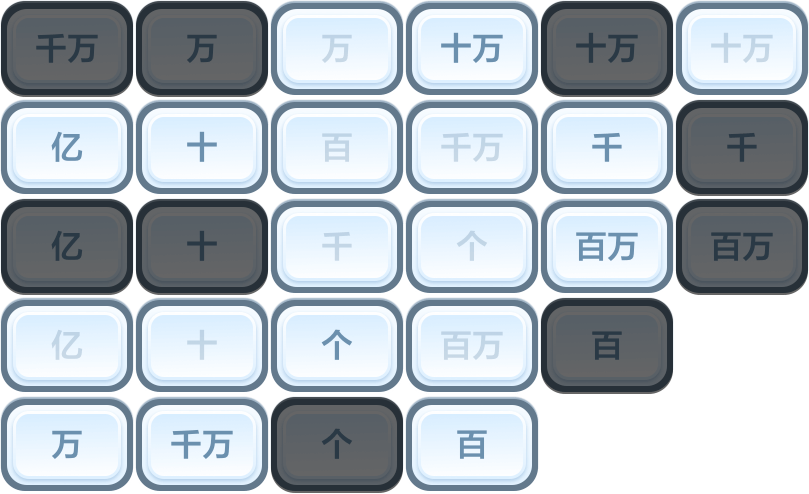 千万 万 万 十万 十万 十万
亿 十 百 千万 千 千
亿 十 千 个 百万 百万
亿 十 个 百万 百
万 千万 个 百